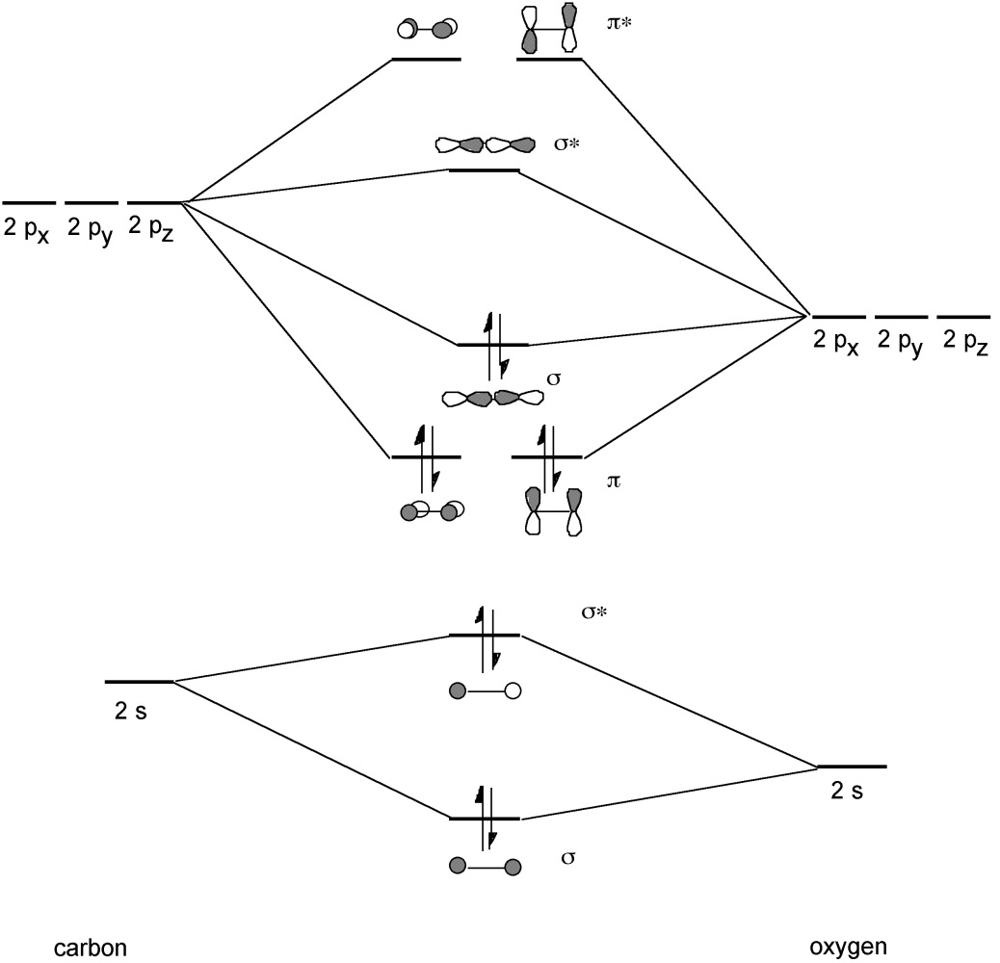 π*
σ*
2 px 2 py 2 pz
2 px 2 py 2 pz
σ
π
σ*
2 s
2 s
σ
carbon oxygen